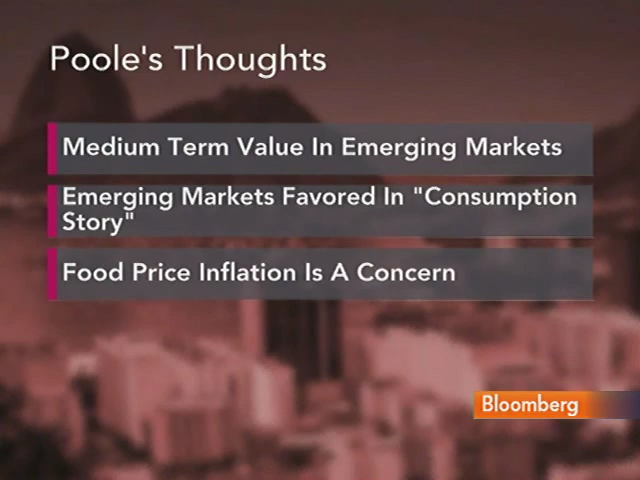 Poole's Thoughts
Medium Term Value In Emerging Markets
Emerging Markets Favored In "Consumption
Story"
Food Price Inflation Is A Concern
Bloomberg